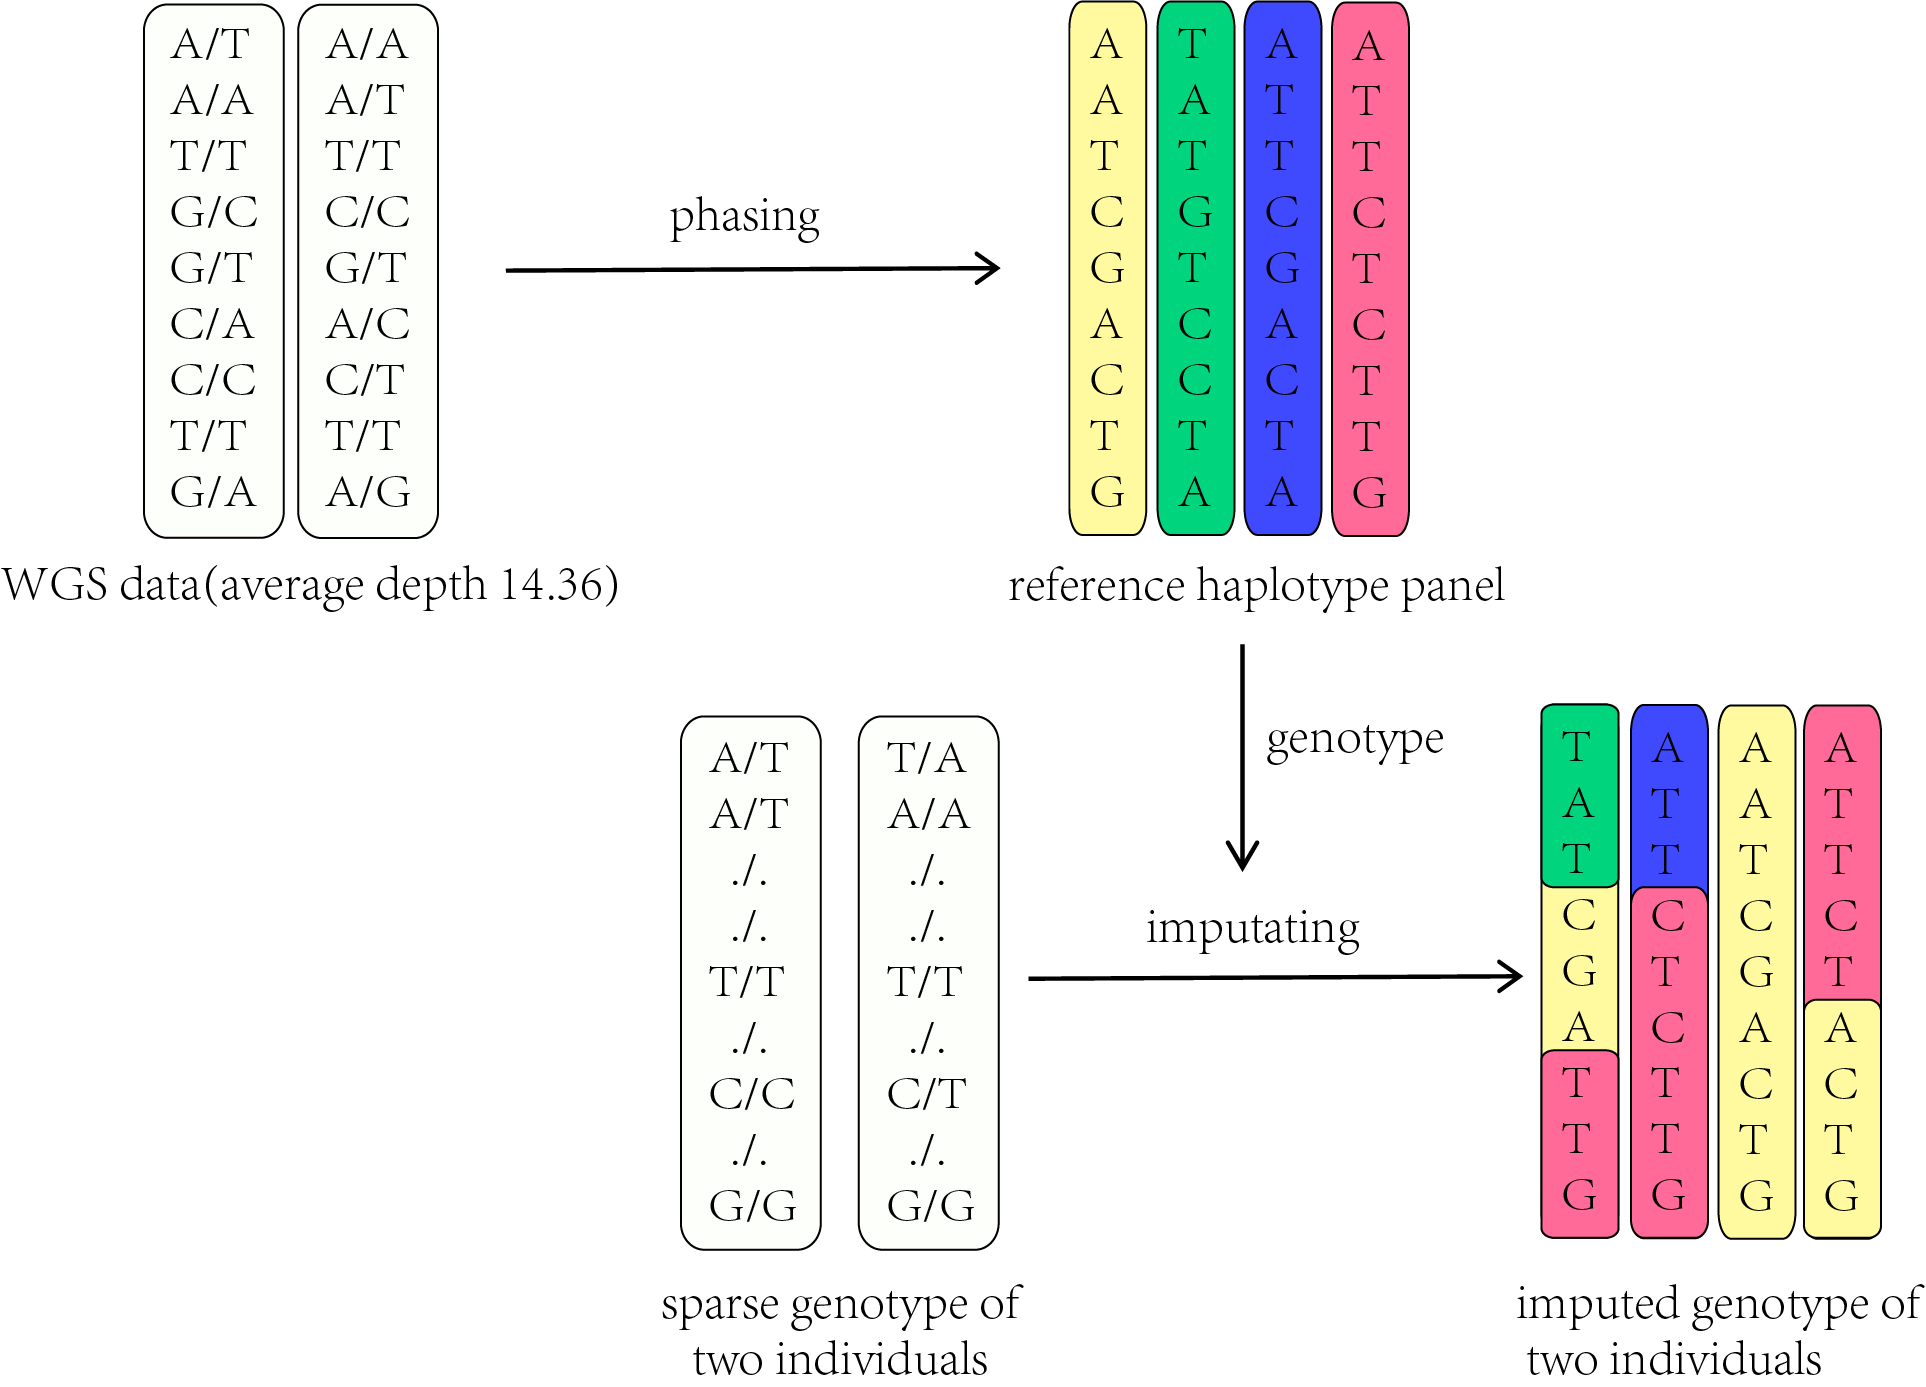 A/T A/A A T A A
A/A A/T A A T T
T/T T/T T T T T
G/C C/C C G C C
phasing
G/T G/T G T G T
C/A A/C A C A C
C/C C/T C C C T
T/T T/T T T T T
G/A A/G G A A G
WGS data(average depth 14.36) reference haplotype panel
genotype
A/T T/A T A A A
A/T A/A A T A T
./. ./. T T T T
./. ./. C C C C
imputating
T/T T/T G T G T
./. ./. A C A A
C/C C/T T T C C
./. ./. T T T T
G/G G/G G G G G
sparse genotype of
two individuals
imputed genotype of
two individuals